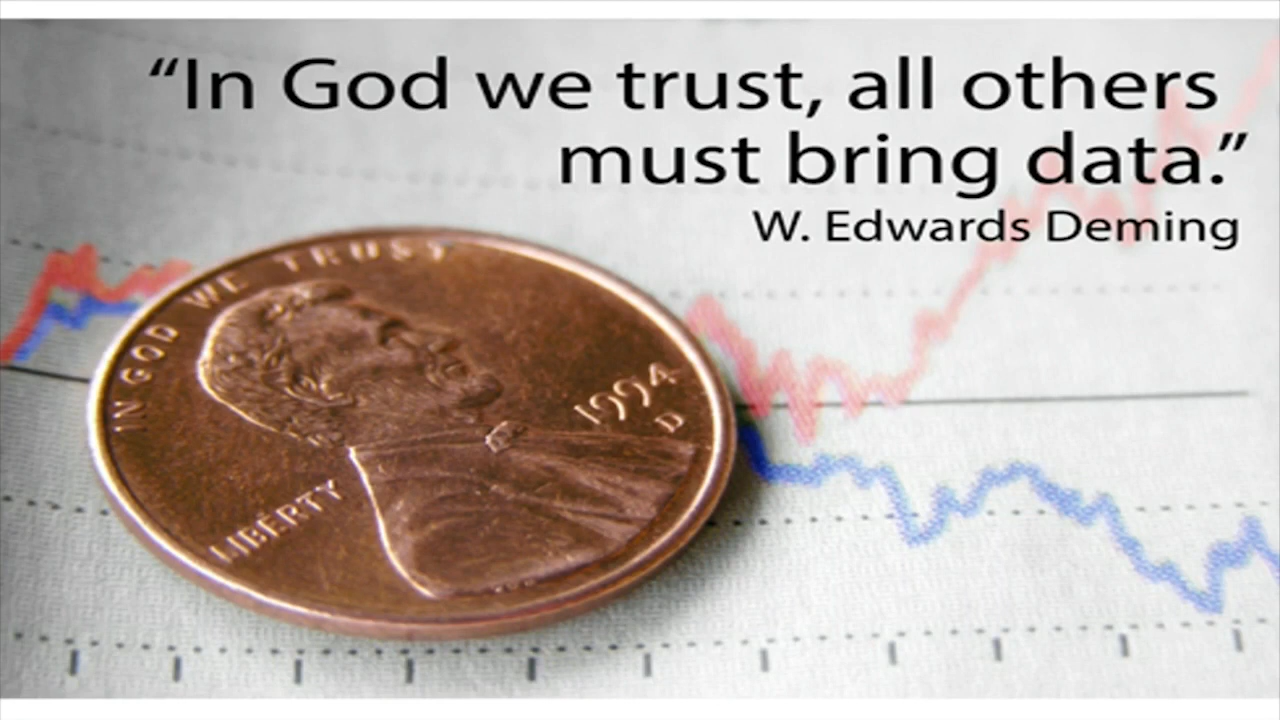 “In God we trust, all others
must bring data.”
W. Edwards Deming
IN GOD WE TRUST
LIBERTY
1994
D